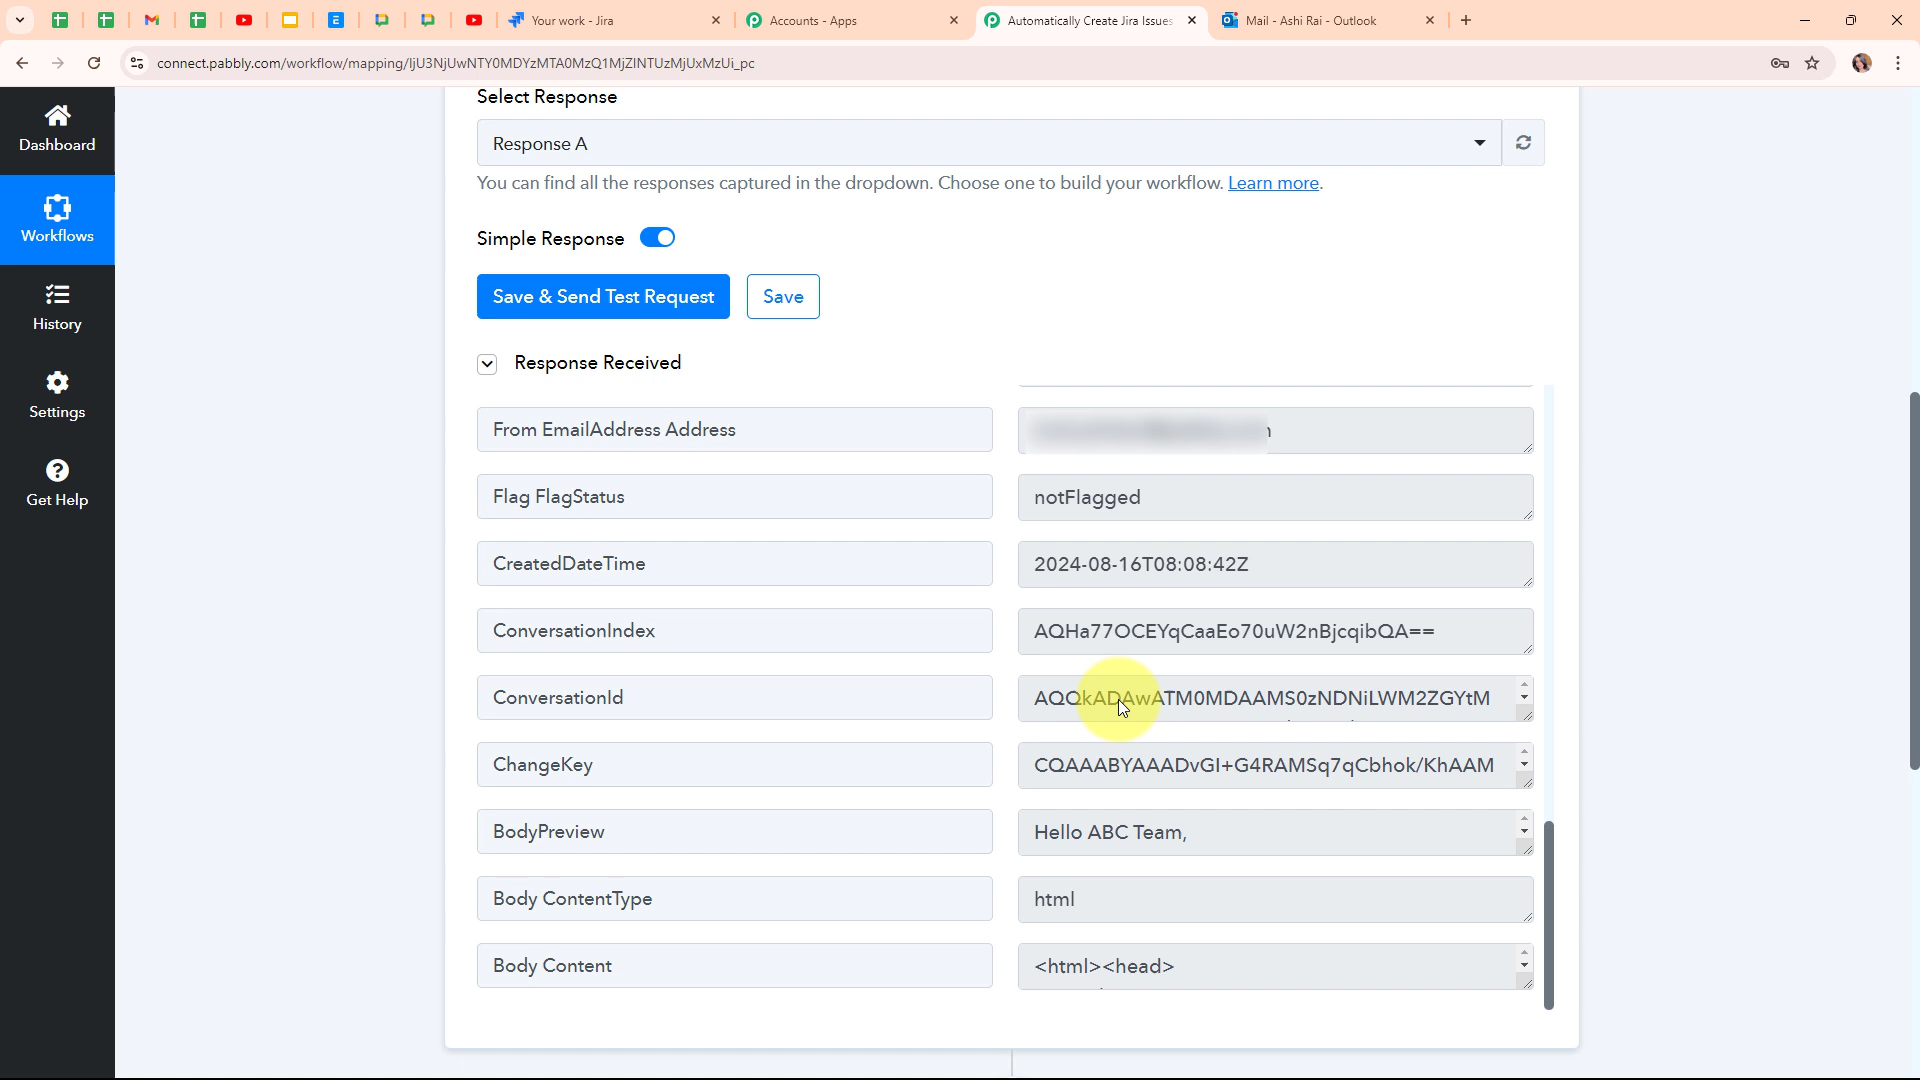 Your work - Jira
Accounts - Apps
Automatically Create Jira Issues
Mail - Ashi Rai - Outlook
connect.pabbly.com/workflow/mapping/IjU3NjUwNTY0MDYzMTA0MzQ1MjZlNTUzMjUxMzUi_pc
Dashboard
Workflows
History
Settings
Get Help
Select Response
Response A
You can find all the responses captured in the dropdown. Choose one to build your workflow. Learn more.
Simple Response
Save & Send Test Request
Save
Response Received
From EmailAddress Address
Flag FlagStatus
notFlagged
CreatedDateTime
2024-08-16T08:08:42Z
ConversationIndex
AQHa77OCEYqCaaEo70uW2nBjcqibQA==
ConversationId
AQQkADAwATM0MDAAMS0zNDNiLWM2ZGYtM
ChangeKey
CQAAABYAAADvGI+G4RAMSq7qCbhok/KhAAM
BodyPreview
Hello ABC Team,
Body ContentType
html
Body Content
<html><head>